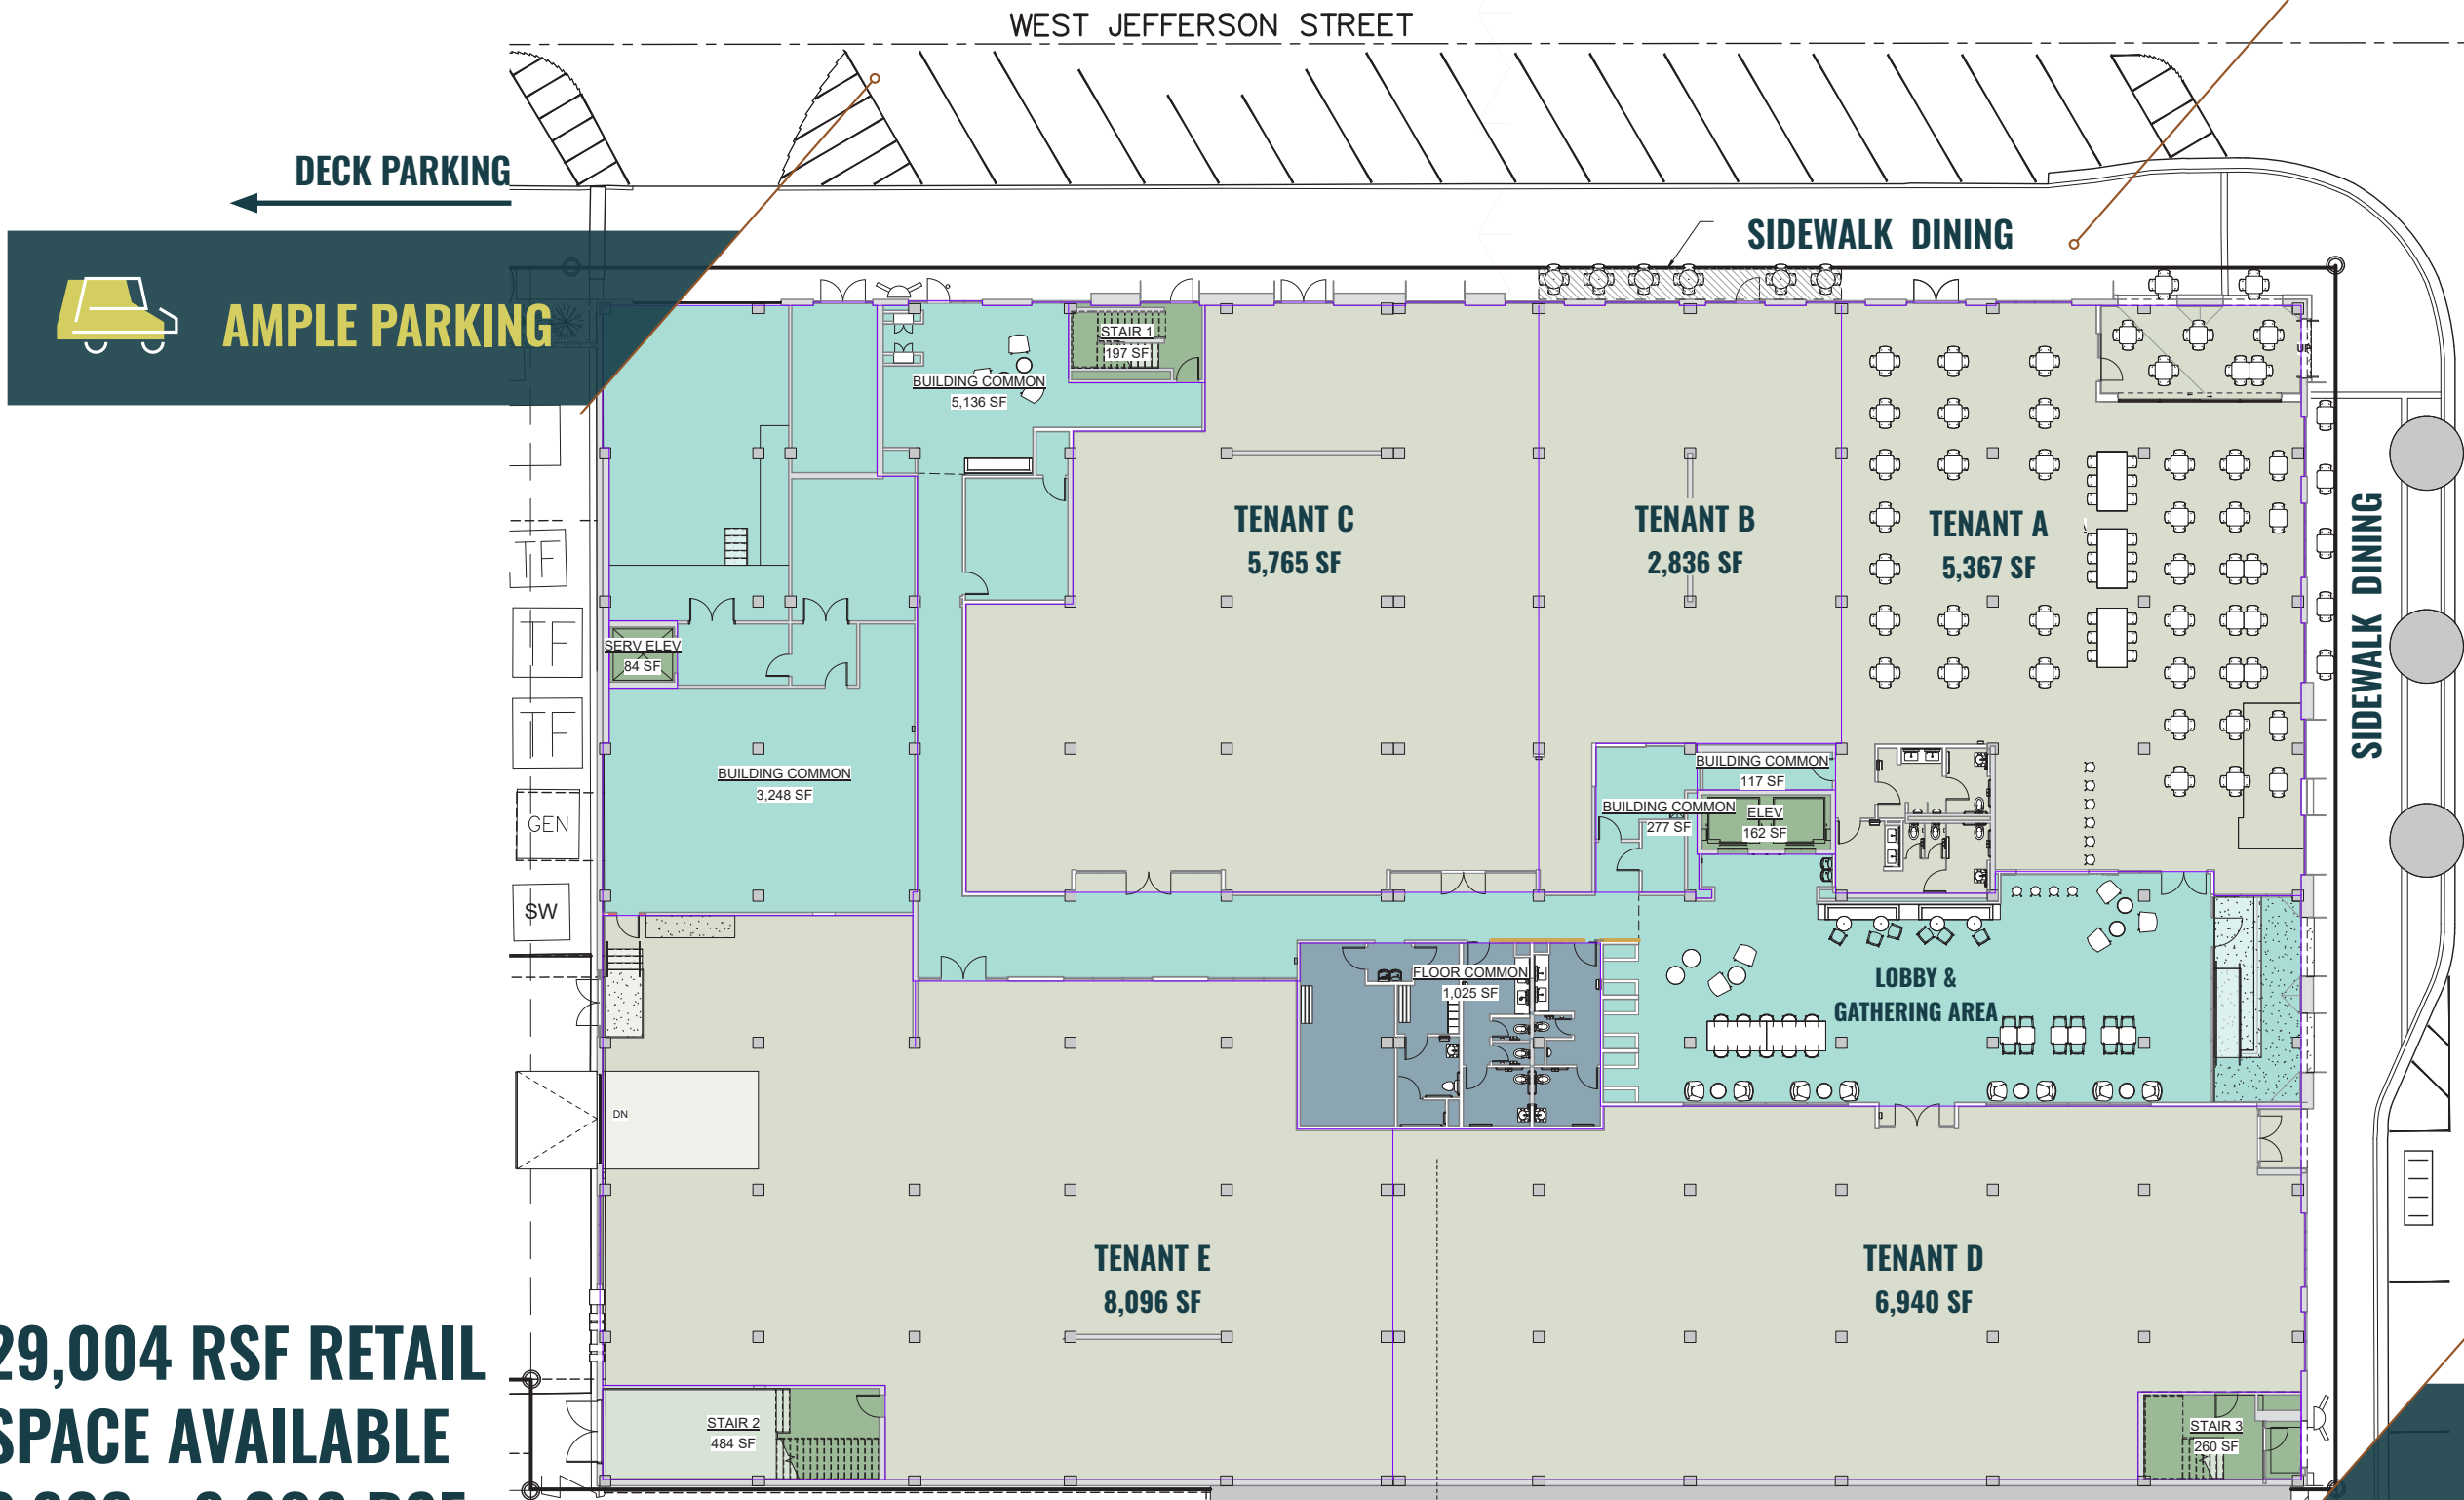 WEST JEFFERSON STREET
DECK PARKING
AMPLE PARKING
SIDEWALK DINING
STAIR 1
197 SF
BUILDING COMMON
5,136 SF
UP
TENANT C
5,765 SF
TENANT B
2,836 SF
TENANT A
5,367 SF
SIDEWALK DINING
TF
TF
TF
GEN
SW
SERV ELEV
84 SF
BUILDING COMMON
3,248 SF
BUILDING COMMON
117 SF
BUILDING COMMON
277 SF
ELEV
162 SF
FLOOR COMMON
1,025 SF
LOBBY &
GATHERING AREA
DN
TENANT E
8,096 SF
TENANT D
6,940 SF
29,004 RSF RETAIL
SPACE AVAILABLE
STAIR 2
484 SF
STAIR 3
260 SF